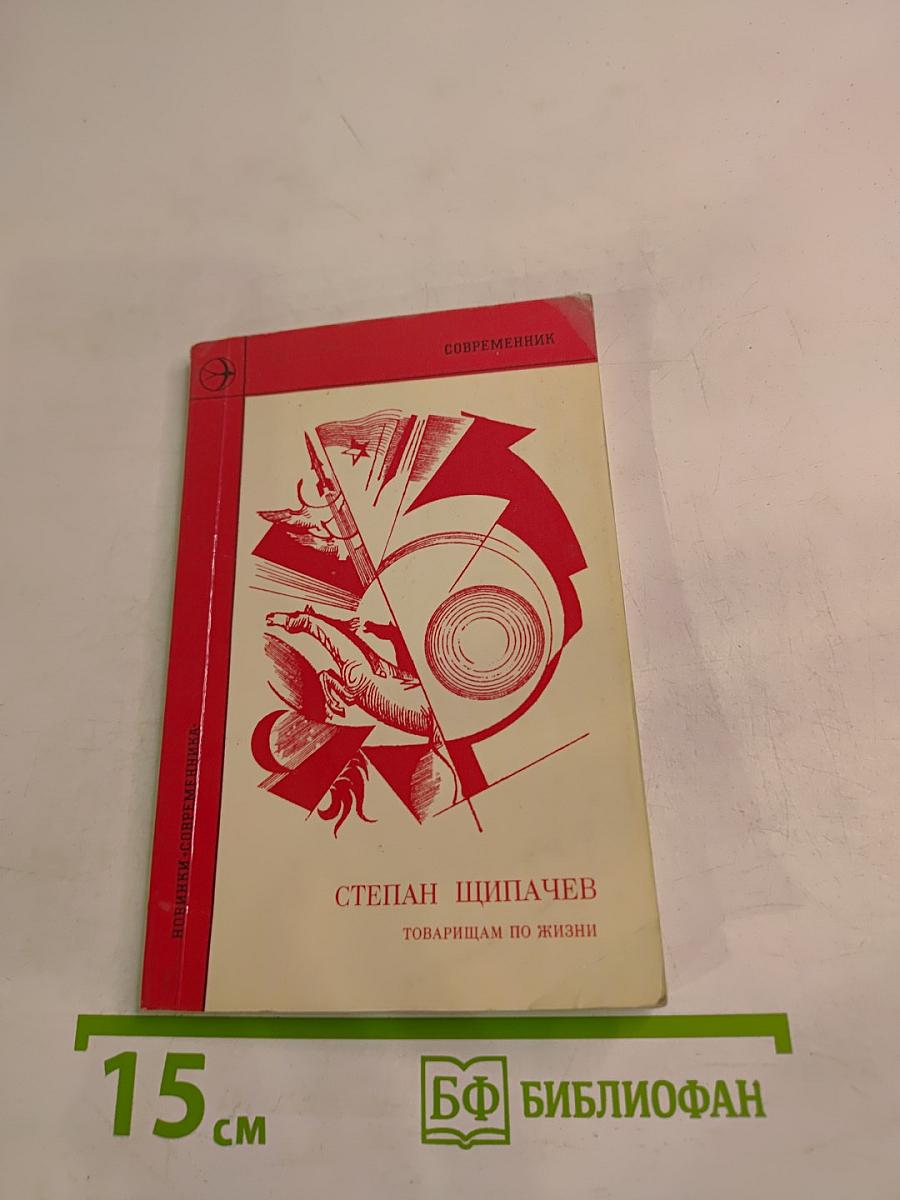 СОВРЕМЕННИК
НОВИНКИ «СОВРЕМЕННИКА»
СТЕПАН ЩИПАЧЕВ
ТОВАРИЩАМ ПО ЖИЗНИ
15 см
БФ БИБЛИОФАН